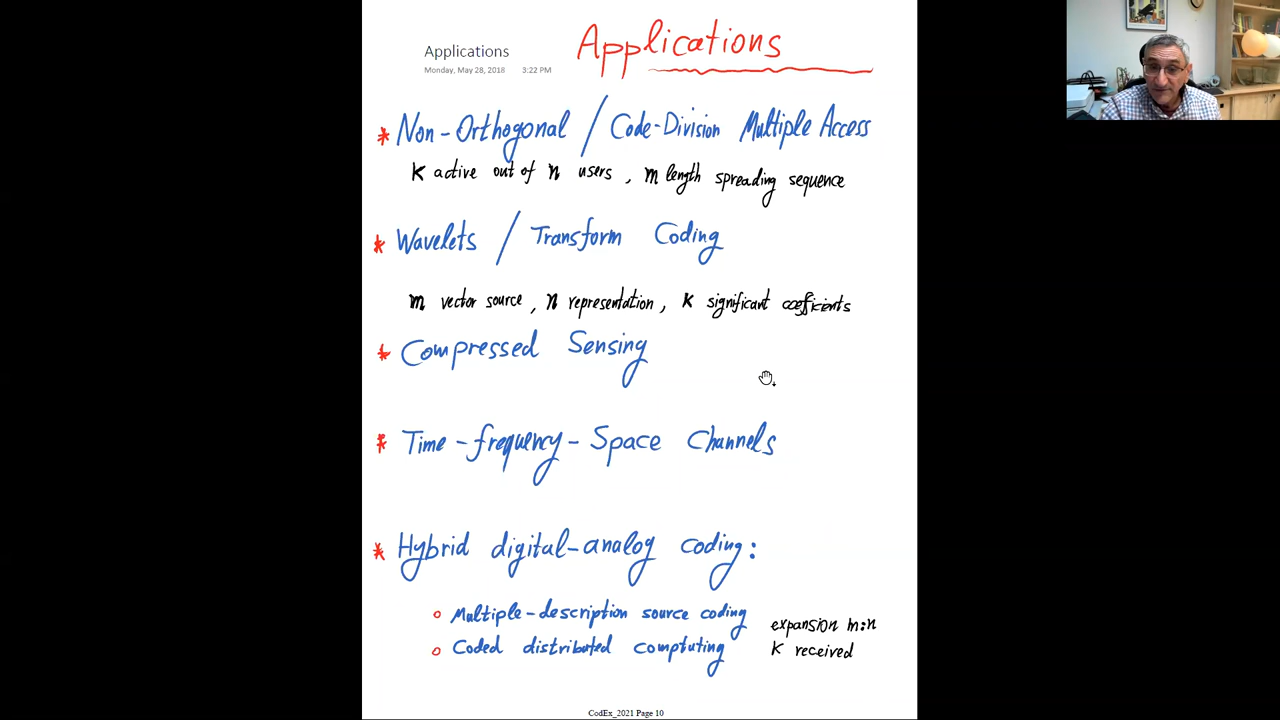 Applications
Applications
Monday, May 28, 2018 3:22 PM
* Non-Orthogonal / Code-Division Multiple Access
K active out of n users, m length spreading sequence
* Wavelets / Transform Coding
m vector source, n representation, K significant coefficients
* Compressed Sensing
* Time-frequency-Space Channels
* Hybrid digital-analog coding:
o Multiple-description source coding
expansion m:n
o Coded distributed comptuting
K received
CodEx_2021 Page 10